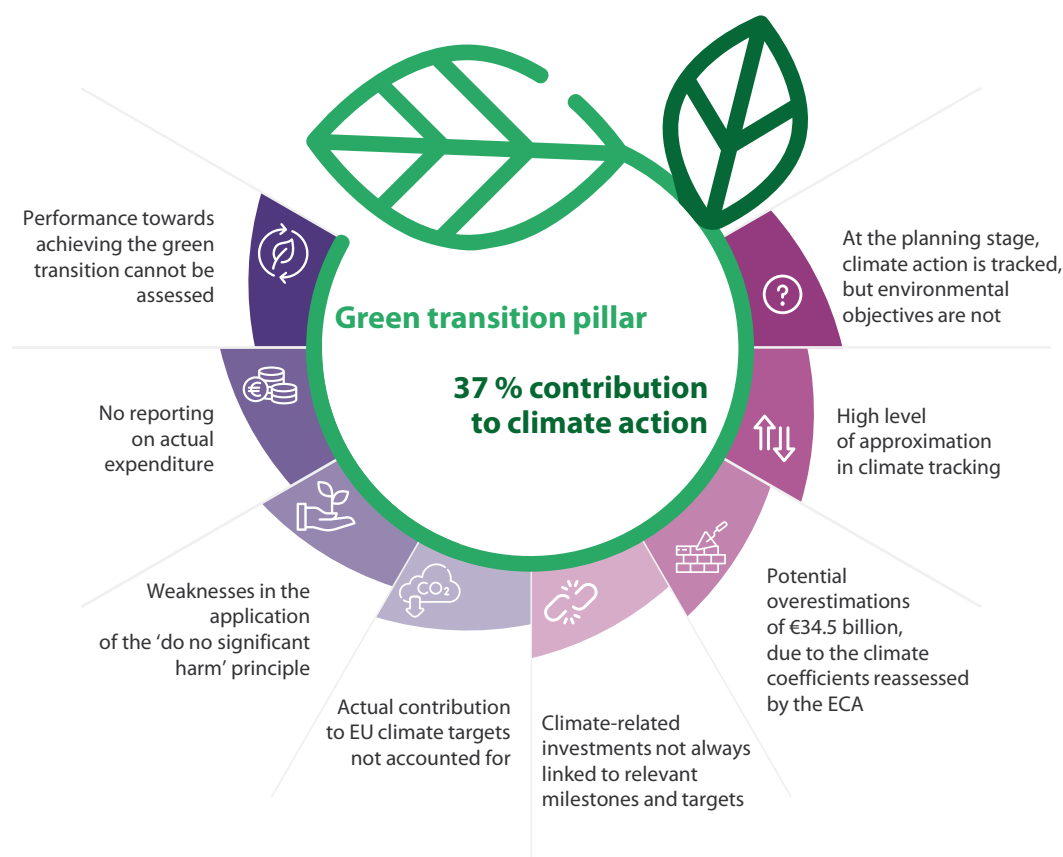 Green transition pillar
37 % contribution
to climate action
At the planning stage,
climate action is tracked,
but environmental
objectives are not
High level
of approximation
in climate tracking
Potential
overestimations
of €34.5 billion,
due to the climate
coefficients reassessed
by the ECA
Climate-related
investments not always
linked to relevant
milestones and targets
Actual contribution
to EU climate targets
not accounted for
Weaknesses in the
application
of the ‘do no significant
harm’ principle
No reporting
on actual
expenditure
Performance towards
achieving the green
transition cannot be
assessed
?
€
CO₂